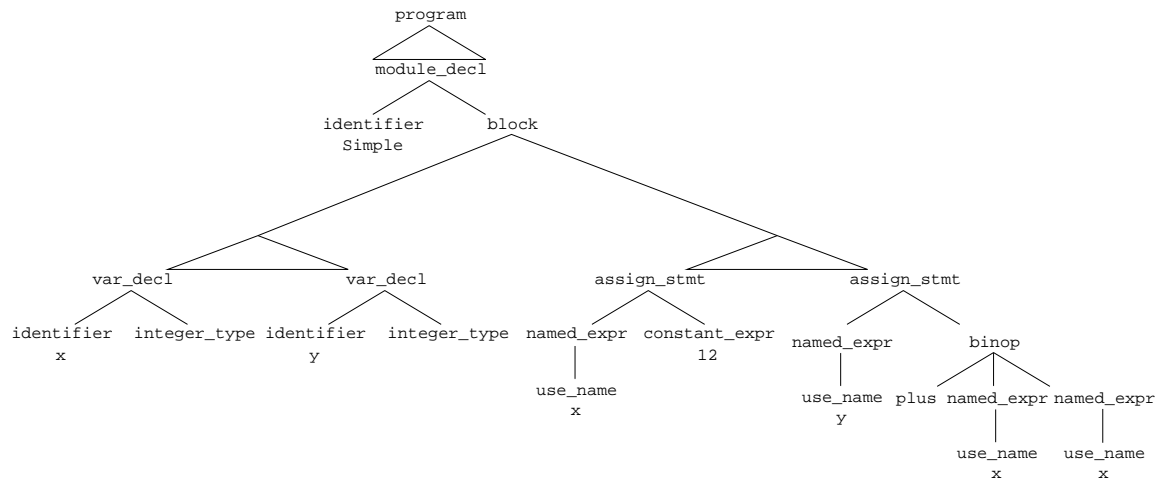 program
module_decl
identifier block
Simple
var_decl var_decl assign_stmt assign_stmt
identifier integer_type identifier integer_type named_expr constant_expr named_expr binop
x y 12
use_name use_name plus named_expr named_expr
x y
use_name use_name
x x